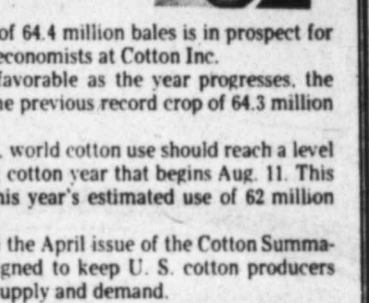 of 64.4 million bales is in prospect for
economists at Cotton Inc.
favorable as the year progresses, the
he previous record crop of 64.3 million
, world cotton use should reach a level
cotton year that begins Aug. 11. This
his year's estimated use of 62 million
the April issue of the Cotton Summa-
gned to keep U. S. cotton producers
supply and demand.